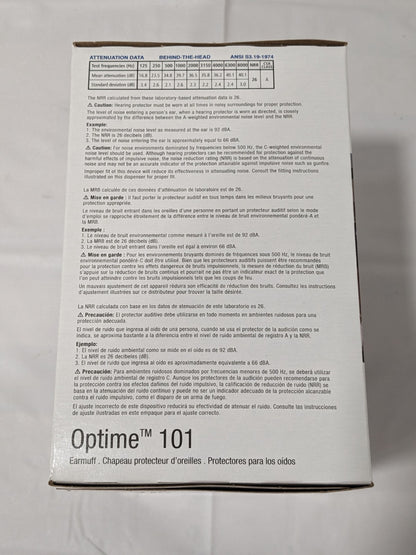 ATTENUATION DATA BEHIND-THE-HEAD ANSI S3.19-1974
Test frequencies (Hz) 125 250 500 1000 2000 3150 4000 6300 8000 NRR
Mean attenuation (dB) 16.8 23.5 34.8 39.7 36.5 35.8 38.2 40.1 40.1 26 A
Standard deviation (dB) 2.6 2.1
The NRR calculated from these laboratory-based attenuation data is 26.
⚠ Caution: Hearing protector must be worn at all times in noisy surroundings for proper protection.
The level of noise entering a person's ear, when a hearing protector is worn as directed, is closely
approximated by the difference between the A-weighted environmental noise level and the NRR.
Example:
1. The environmental noise level as measured at the ear is 92 dBA.
2. The NRR is 26 decibels (dB).
3. The level of noise entering the ear is approximately equal to 66 dBA.
⚠ Caution: For noise environments dominated by frequencies below 500 Hz, the C-weighted environmental
noise level should be used. Although hearing protectors can be recommended for protection against the
harmful effects of impulsive noise, the noise reduction rating (NRR) is based on the attenuation of continuous
noise and may not be an accurate indicator of the protection attainable against impulsive noise such as gunfire.
Improper fit of this device will reduce its effectiveness in attenuating noise. Consult the fitting instructions
illustrated on this dispenser for proper fit.
La MRB calculée de ces données d'atténuation de laboratoire est de 26.
⚠ Mise en garde : Il faut porter le protecteur auditif en tous temps dans les milieux bruyants pour une
protection appropriée.
Le niveau de bruit entrant dans les oreilles d'une personne en portant un protecteur auditif selon le mode
d'emploi se rapproche étroitement de la différence entre le niveau de bruit environnemental pondéré-A et
la MRB.
Exemple :
1. Le niveau de bruit environnemental comme mesuré à l'oreille est de 92 dBA.
2. La MRB est de 26 décibels (dB).
3. Le niveau de bruit entrant dans l'oreille est égal à environ 66 dBA.
⚠ Mise en garde : Pour les environnements bruyants dominés de fréquences sous 500 Hz, le niveau de bruit
environnemental pondéré C doit être utilisé. Bien que les protecteurs auditifs puissent être recommandés
pour la protection contre les effets dangereux de bruits impulsionnels, la mesure de réduction du bruit (MRB)
s'appuie sur la réduction de bruits continus et pourrait ne pas être un indicateur exact de la protection que
l'on peut atteindre contre les bruits impulsionnels tels que les coups de feu.
Un mauvais ajustement de cet appareil réduira son efficacité de réduction des bruits. Consultez les instructions
d'ajustement illustrées sur ce distributeur pour trouver la taille désirée.
La NRR calculada con base en los datos de atenuación de este laboratorio es 26.
⚠ Precaución: El protector auditivo debe utilizarse en todo momento en ambientes ruidosos para una
protección adecuada.
El nivel de ruido que ingresa al oído de una persona, cuando se usa el protector de la audición como se
indica, se aproxima bastante a la diferencia entre el nivel ambiental de registro A y la NRR.
Ejemplo:
1. El nivel de ruido ambiental como se mide en el oído es de 92 dBA.
2. La NRR es 26 decibeles (dB).
3. El nivel de ruido que ingresa al oído es aproximadamente equivalente a 66 dBA.
⚠ Precaución: Para ambientes ruidosos dominados por frecuencias menores de 500 Hz, se deberá utilizar
el nivel de ruido ambiental de registro C. Aunque los protectores de la audición pueden recomendarse para
la protección contra los efectos dañinos del ruido impulsivo, la calificación de reducción de ruido (NRR) se
basa en la atenuación del ruido continuo y puede no ser un indicador adecuado de la protección alcanzable
contra el ruido impulsivo, como el disparo de un arma de fuego.
El ajuste incorrecto de este dispositivo reducirá su efectividad de atenuar el ruido. Consulte las instrucciones
de ajuste ilustradas en este empaque para el ajuste correcto.
Optime™ 101
Earmuff . Chapeau protecteur d'oreilles . Protectores para los oidos